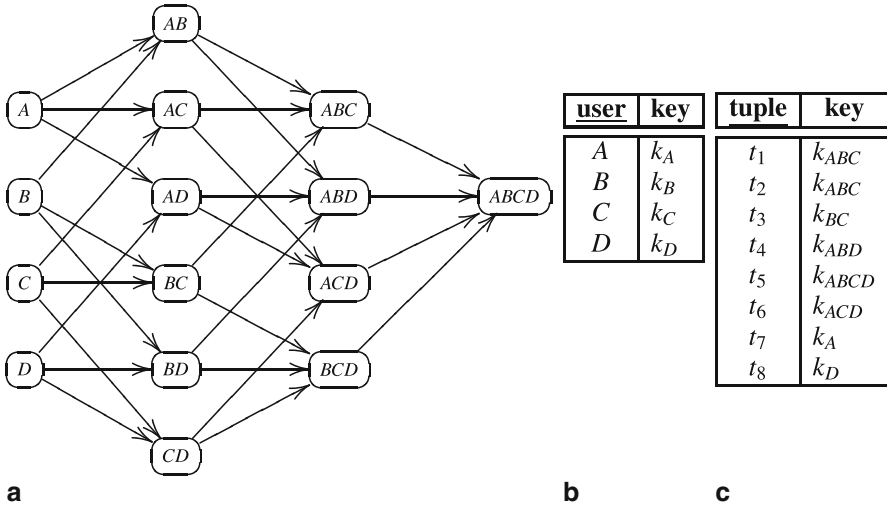 AB
A
AC
ABC
B
AD
ABD
ABCD
C
BC
ACD
D
BD
BCD
CD
a
user key
A k_A
B k_B
C k_C
D k_D
b
tuple key
t_1 k_ABC
t_2 k_ABC
t_3 k_BC
t_4 k_ABD
t_5 k_ABCD
t_6 k_ACD
t_7 k_A
t_8 k_D
c